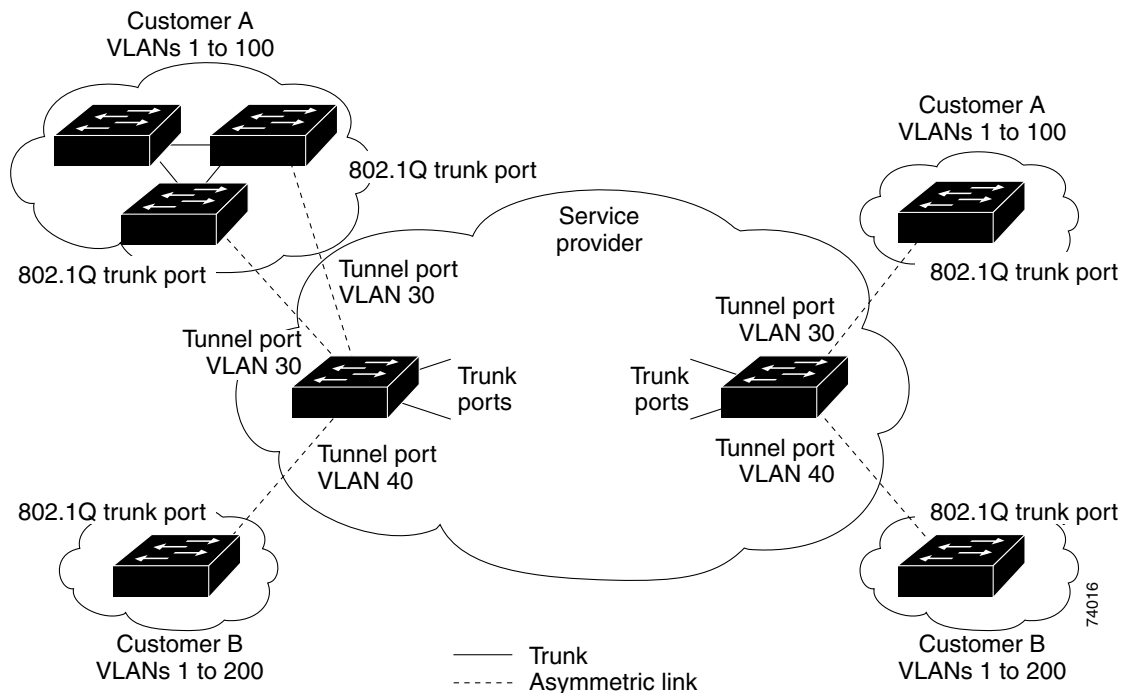 Customer A
VLANs 1 to 100
Customer A
VLANs 1 to 100
802.1Q trunk port
Service
provider
802.1Q trunk port
802.1Q trunk port
Tunnel port
VLAN 30
Tunnel port
VLAN 30
Tunnel port
VLAN 30
Trunk
ports
Trunk
ports
Tunnel port
VLAN 40
Tunnel port
VLAN 40
802.1Q trunk port
802.1Q trunk port
74016
Customer B
VLANs 1 to 200
Customer B
VLANs 1 to 200
Trunk
Asymmetric link